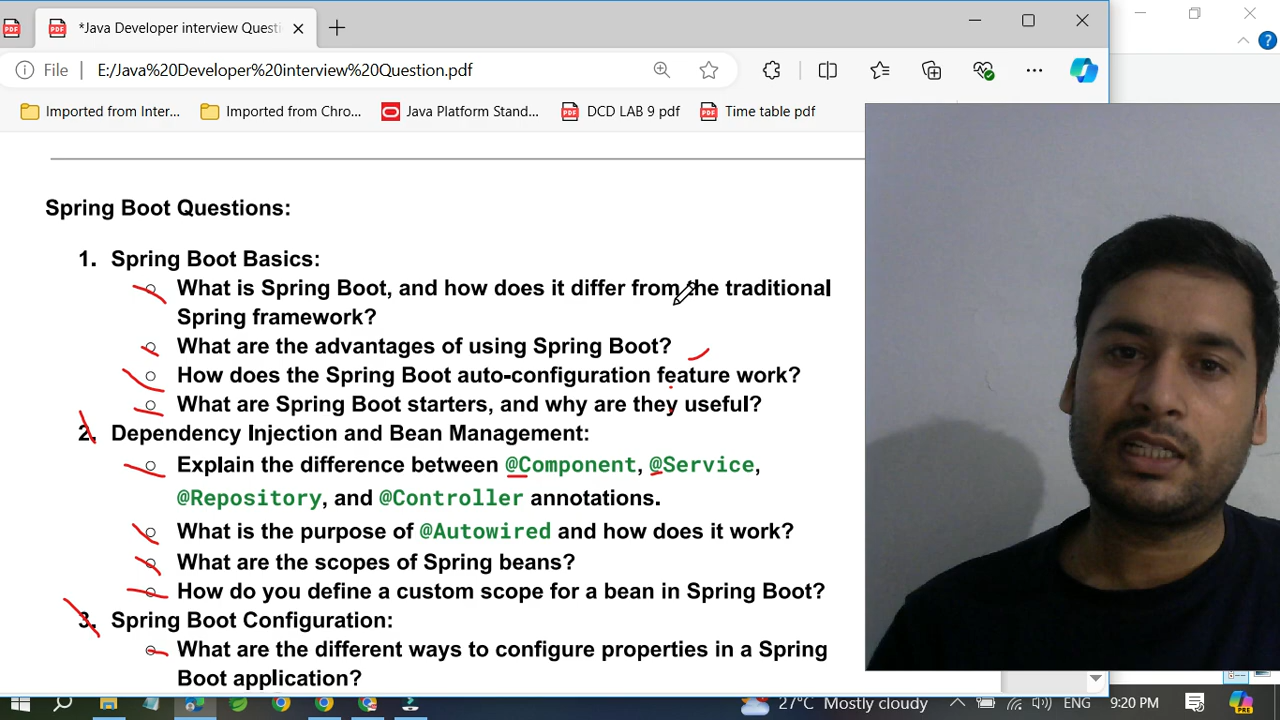 *Java Developer interview Questi
File
E:/Java%20Developer%20interview%20Question.pdf
Imported from Inter...
Imported from Chro...
Java Platform Stand...
DCD LAB 9 pdf
Time table pdf
Spring Boot Questions:
1. Spring Boot Basics:
What is Spring Boot, and how does it differ from the traditional
Spring framework?
What are the advantages of using Spring Boot?
How does the Spring Boot auto-configuration feature work?
What are Spring Boot starters, and why are they useful?
2. Dependency Injection and Bean Management:
Explain the difference between @Component, @Service,
@Repository, and @Controller annotations.
What is the purpose of @Autowired and how does it work?
What are the scopes of Spring beans?
How do you define a custom scope for a bean in Spring Boot?
3. Spring Boot Configuration:
What are the different ways to configure properties in a Spring
Boot application?
27°C Mostly cloudy
ENG
9:20 PM
PRE